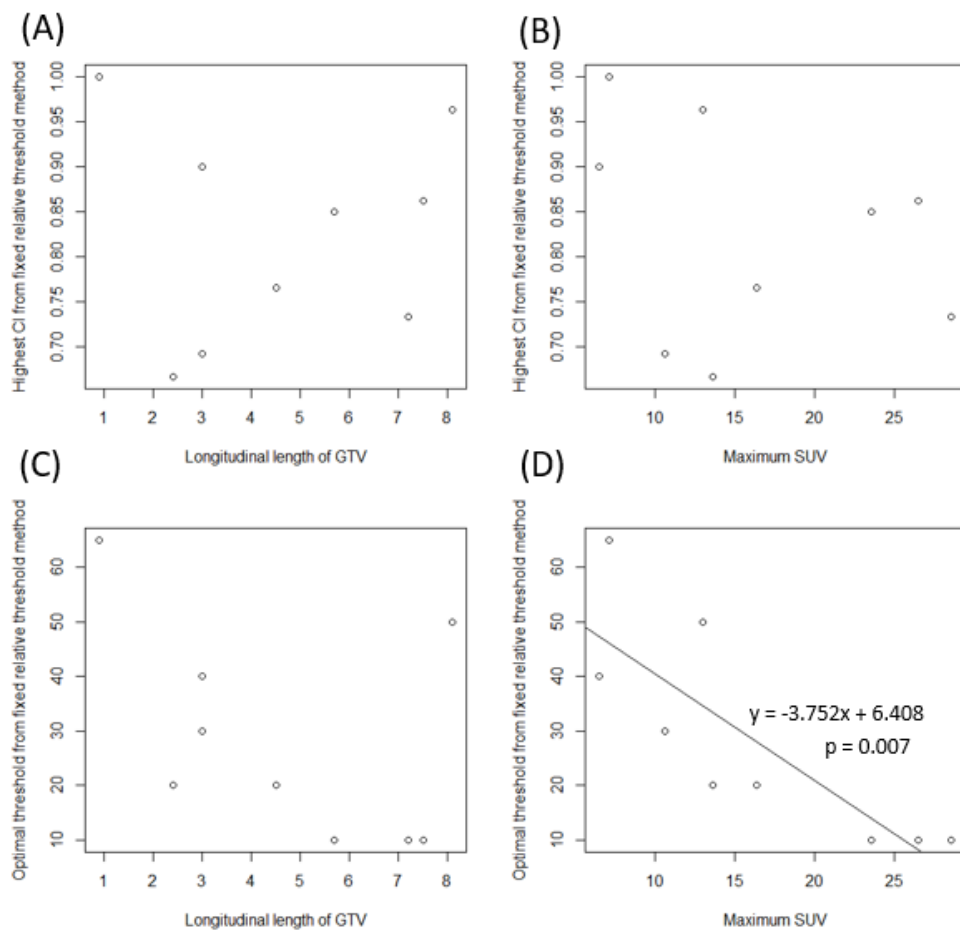 (A)
Highest CI from fixed relative threshold method
1.00
0.95
0.90
0.85
0.80
0.75
0.70
1 2 3 4 5 6 7 8
Longitudinal length of GTV
(B)
Highest CI from fixed relative threshold method
1.00
0.95
0.90
0.85
0.80
0.75
0.70
10 15 20 25
Maximum SUV
(C)
Optimal threshold from fixed relative threshold method
60
50
40
30
20
10
1 2 3 4 5 6 7 8
Longitudinal length of GTV
(D)
Optimal threshold from fixed relative threshold method
60
50
40
30
20
10
y = -3.752x + 6.408
p = 0.007
10 15 20 25
Maximum SUV